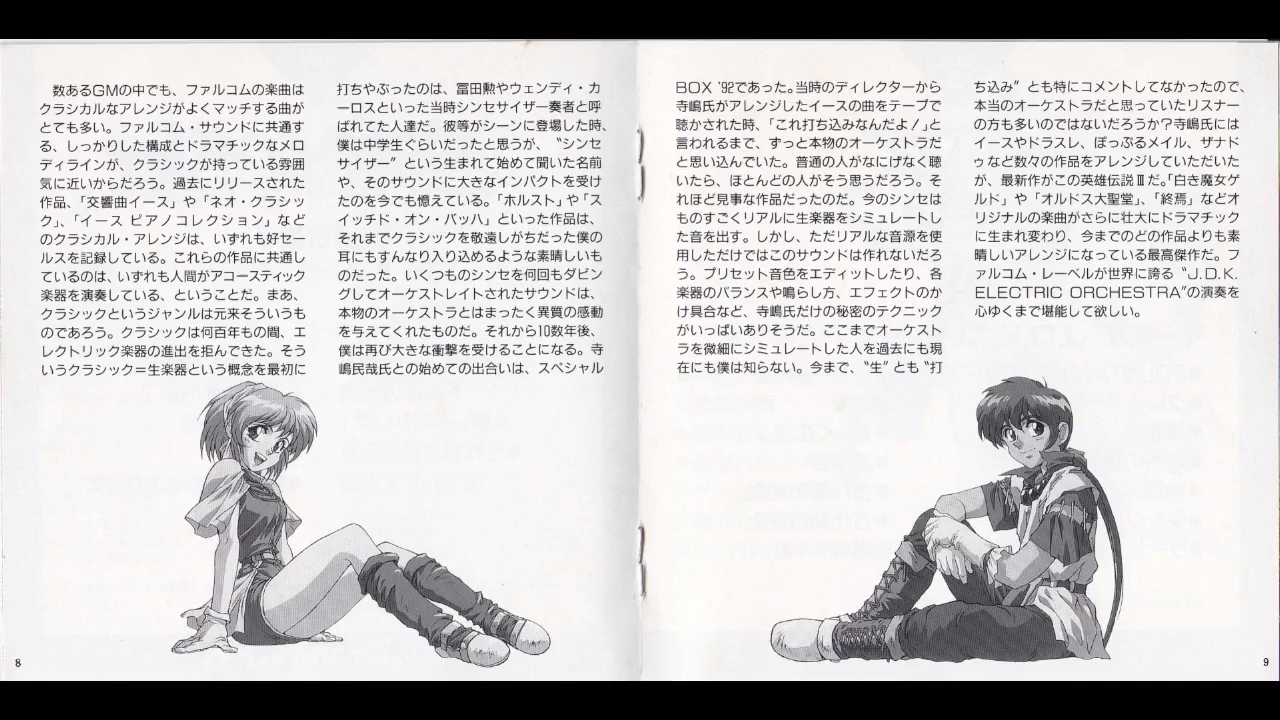 数あるGMの中でも、ファルコムの楽曲は
クラシカルなアレンジがよくマッチする曲が
とても多い。ファルコム・サウンドに共通す
る、しっかりした構成とドラマチックなメロ
ディラインが、クラシックが持っている雰囲
気に近いからだろう。過去にリリースされた
作品、「交響曲イース」や「ネオ・クラシッ
ク」、「イース ピアノコレクション」など
のクラシカル・アレンジは、いずれも好セー
ルスを記録している。これらの作品に共通し
ているのは、いずれも人間がアコースティック
楽器を演奏している、ということだ。まあ、
クラシックというジャンルは元来そういうも
のであろう。クラシックは何百年もの間、エ
レクトリック楽器の進出を拒んできた。そう
いうクラシック＝生楽器という概念を最初に
打ちやぶったのは、冨田勲やウェンディ・カ
ーロスといった当時シンセサイザー奏者と呼
ばれてた人達だ。彼等がシーンに登場した時、
僕は中学生ぐらいだったと思うが、“シンセ
サイザー”という生まれて始めて聞いた名前
や、そのサウンドに大きなインパクトを受け
たのを今でも憶えている。「ホルスト」や「ス
イッチド・オン・バッハ」といった作品は、
それまでクラシックを敬遠しがちだった僕の
耳にもすんなり入り込めるような素晴しいも
のだった。いくつものシンセを何回もダビン
グしてオーケストレイトされたサウンドは、
本物のオーケストラとはまったく異質の感動
を与えてくれたものだ。それから10数年後、
僕は再び大きな衝撃を受けることになる。寺
嶋民哉氏との始めての出合いは、スペシャル
BOX '92であった。当時のディレクターから
寺嶋氏がアレンジしたイースの曲をテープで
聴かされた時、「これ打ち込みなんだよ！」と
言われるまで、ずっと本物のオーケストラだ
と思い込んでいた。普通の人がなにげなく聴
いたら、ほとんどの人がそう思うだろう。そ
れほど見事な作品だったのだ。今のシンセは
ものすごくリアルに生楽器をシミュレートし
た音を出す。しかし、ただリアルな音源を使
用しただけではこのサウンドは作れないだろ
う。プリセット音色をエディットしたり、各
楽器のバランスや鳴らし方、エフェクトのか
け具合など、寺嶋氏だけの秘密のテクニック
がいっぱいありそうだ。ここまでオーケスト
ラを微細にシミュレートした人を過去にも現
在にも僕は知らない。今まで、“生”とも“打
ち込み”とも特にコメントしてなかったので、
本当のオーケストラだと思っていたリスナー
の方も多いのではないだろうか？寺嶋氏には
イースやドラスレ、ぽっぷるメイル、ザナド
ゥなど数々の作品をアレンジしていただいた
が、最新作がこの英雄伝説Ⅲだ。「白き魔女ゲ
ルド」や「オルドス大聖堂」、「終焉」などオ
リジナルの楽曲がさらに壮大にドラマチック
に生まれ変わり、今までのどの作品よりも素
晴しいアレンジになっている最高傑作だ。フ
ァルコム・レーベルが世界に誇る“J.D.K.
ELECTRIC ORCHESTRA”の演奏を
心ゆくまで堪能して欲しい。
8
9